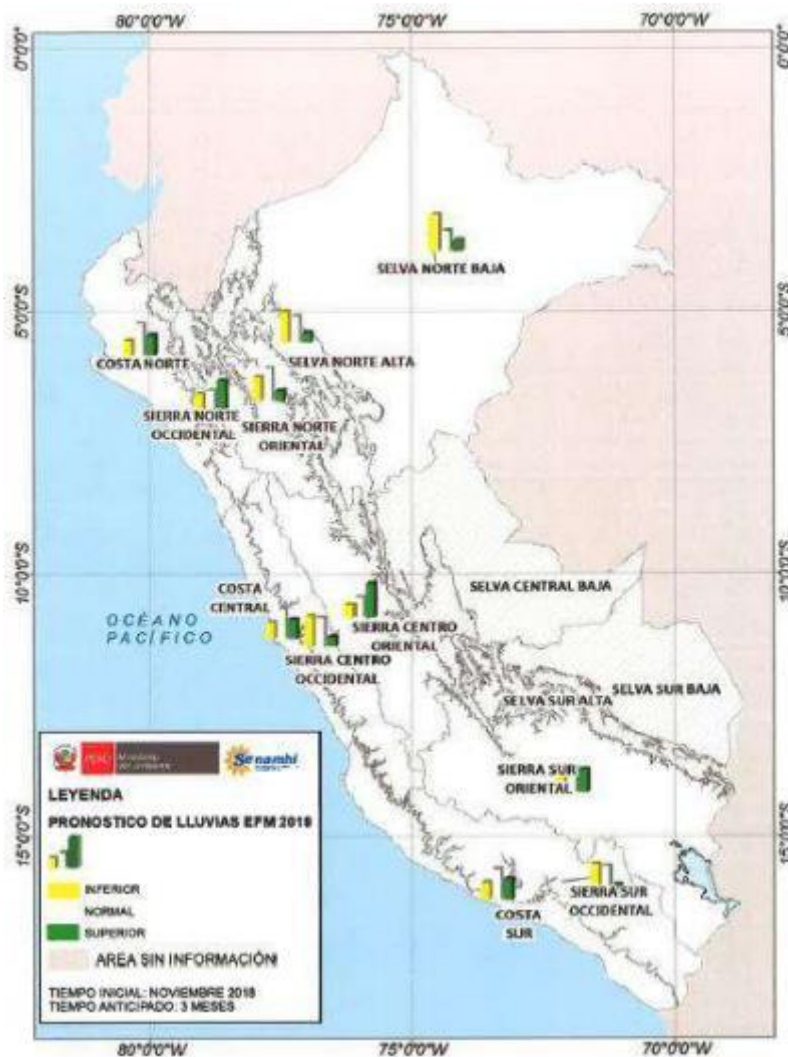 80°0'0"W 75°0'0"W 70°0'0"W
0°0'0" 0°0'0"
SELVA NORTE BAJA
5°0'0"S 5°0'0"S
COSTA NORTE
SELVA NORTE ALTA
SIERRA NORTE
OCCIDENTAL
SIERRA NORTE
ORIENTAL
10°0'0"S 10°0'0"S
COSTA
CENTRAL
SELVA CENTRAL BAJA
OCÉANO
PACÍFICO
SIERRA CENTRO
ORIENTAL
SIERRA CENTRO
OCCIDENTAL
SELVA SUR BAJA
SELVA SUR ALTA
SIERRA SUR
ORIENTAL
15°0'0"S 15°0'0"S
SIERRA SUR
OCCIDENTAL
COSTA
SUR
PERÚ
Senamhi
LEYENDA
PRONOSTICO DE LLUVIAS EFM 2018
INFERIOR
NORMAL
SUPERIOR
AREA SIN INFORMACIÓN
TIEMPO INICIAL: NOVIEMBRE 2018
TIEMPO ANTICIPADO: 3 MESES
80°0'0"W 75°0'0"W 70°0'0"W